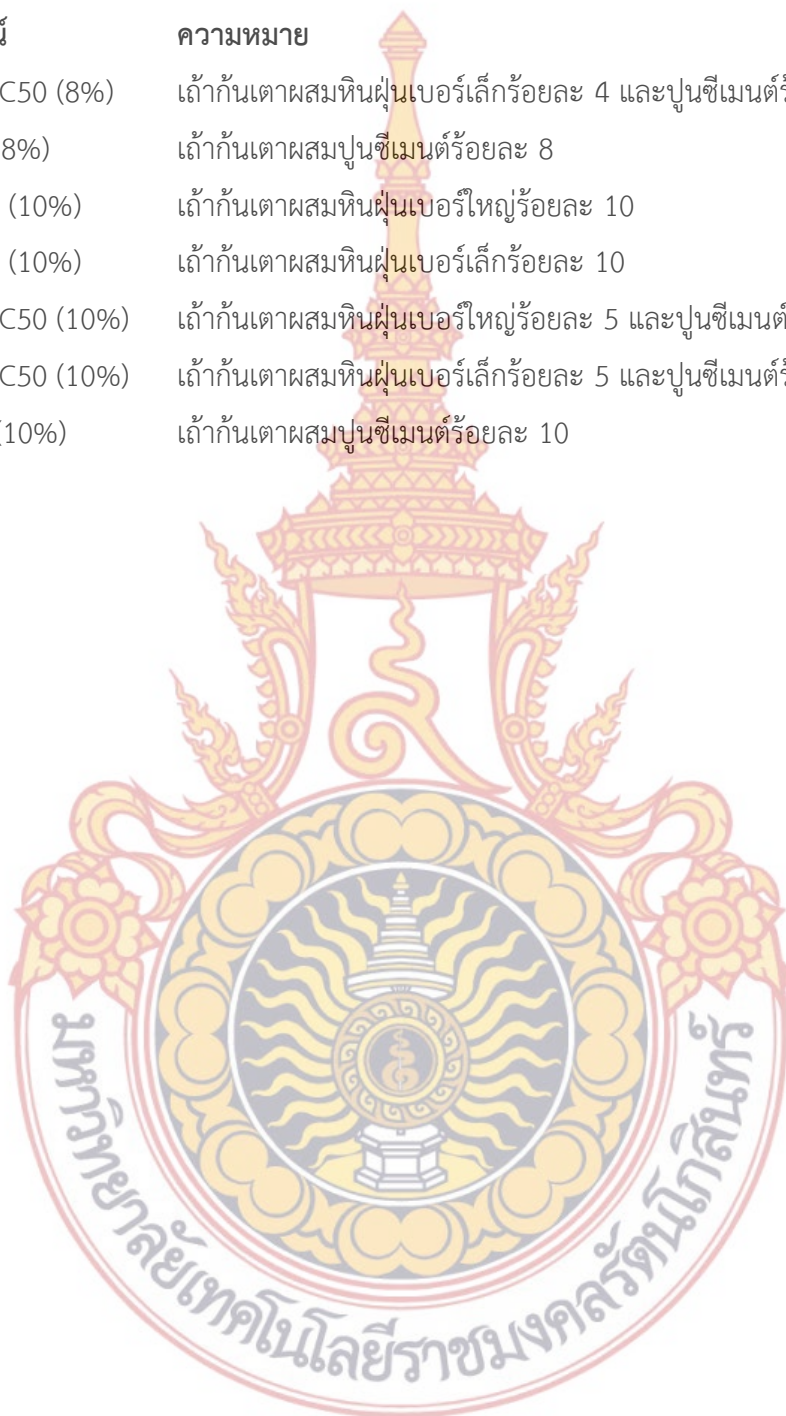 ความหมาย
C50 (8%) เถ้าก้นเตาผสมหินฝุ่นเบอร์เล็กร้อยละ 4 และปูนซีเมนต์
8%) เถ้าก้นเตาผสมปูนซีเมนต์ร้อยละ 8
(10%) เถ้าก้นเตาผสมหินฝุ่นเบอร์ใหญ่ร้อยละ 10
(10%) เถ้าก้นเตาผสมหินฝุ่นเบอร์เล็กร้อยละ 10
C50 (10%) เถ้าก้นเตาผสมหินฝุ่นเบอร์ใหญ่ร้อยละ 5 และปูนซีเมนต์
C50 (10%) เถ้าก้นเตาผสมหินฝุ่นเบอร์เล็กร้อยละ 5 และปูนซีเมนต์
(10%) เถ้าก้นเตาผสมปูนซีเมนต์ร้อยละ 10
มหาวิทยาลัยเทคโนโลยีราชมงคลรัตนโกสินทร์